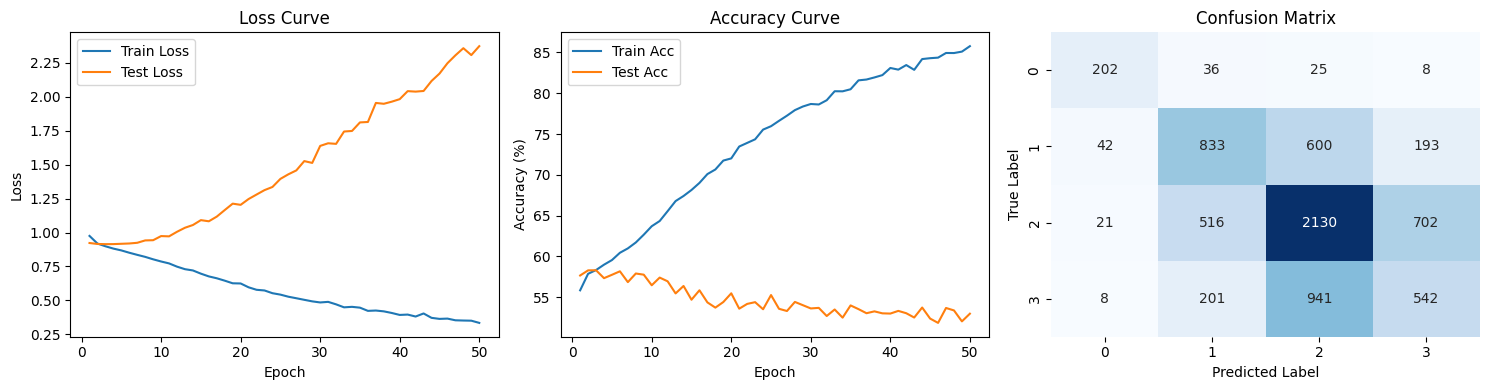 Loss Curve
Train Loss
Test Loss
2.25
2.00
1.75
1.50
1.25
1.00
0.75
0.50
0.25
Loss
0 10 20 30 40 50
Epoch
Accuracy Curve
Train Acc
Test Acc
85
80
75
70
65
60
55
Accuracy (%)
0 10 20 30 40 50
Epoch
Confusion Matrix
True Label
0 202 36 25 8
1 42 833 600 193
2 21 516 2130 702
3 8 201 941 542
0 1 2 3
Predicted Label